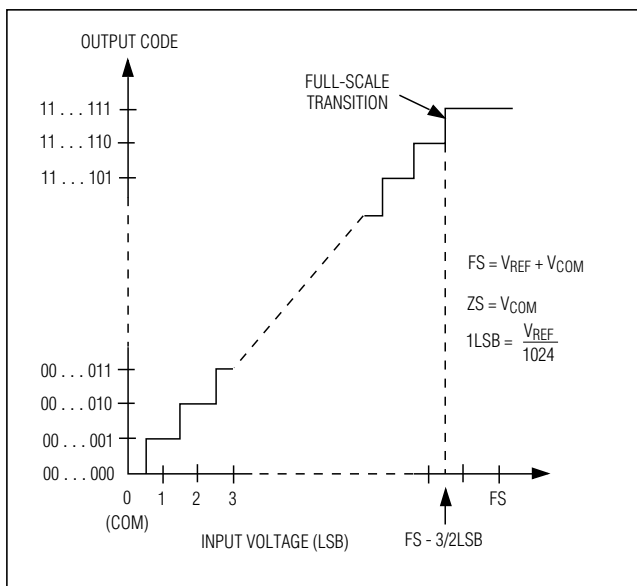 OUTPUT CODE
FULL-SCALE
TRANSITION
11 . . . 111
11 . . . 110
11 . . . 101
FS = VREF + VCOM
ZS = VCOM
1LSB = VREF
1024
00 . . . 011
00 . . . 010
00 . . . 001
00 . . . 000
0 1 2 3 FS
(COM)
INPUT VOLTAGE (LSB)
FS - 3/2LSB